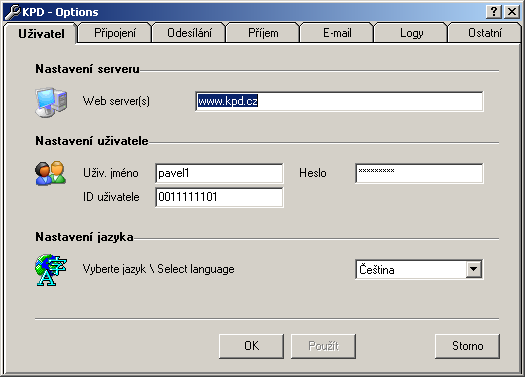 KPD - Options
Uživatel Připojení Odesílání Příjem E-mail Logy Ostatní
Nastavení serveru
Web server(s) www.kpd.cz
Nastavení uživatele
Uživ. jméno pavel1 Heslo *********
ID uživatele 0011111101
Nastavení jazyka
Vyberte jazyk \ Select language Čeština
OK Použít Storno